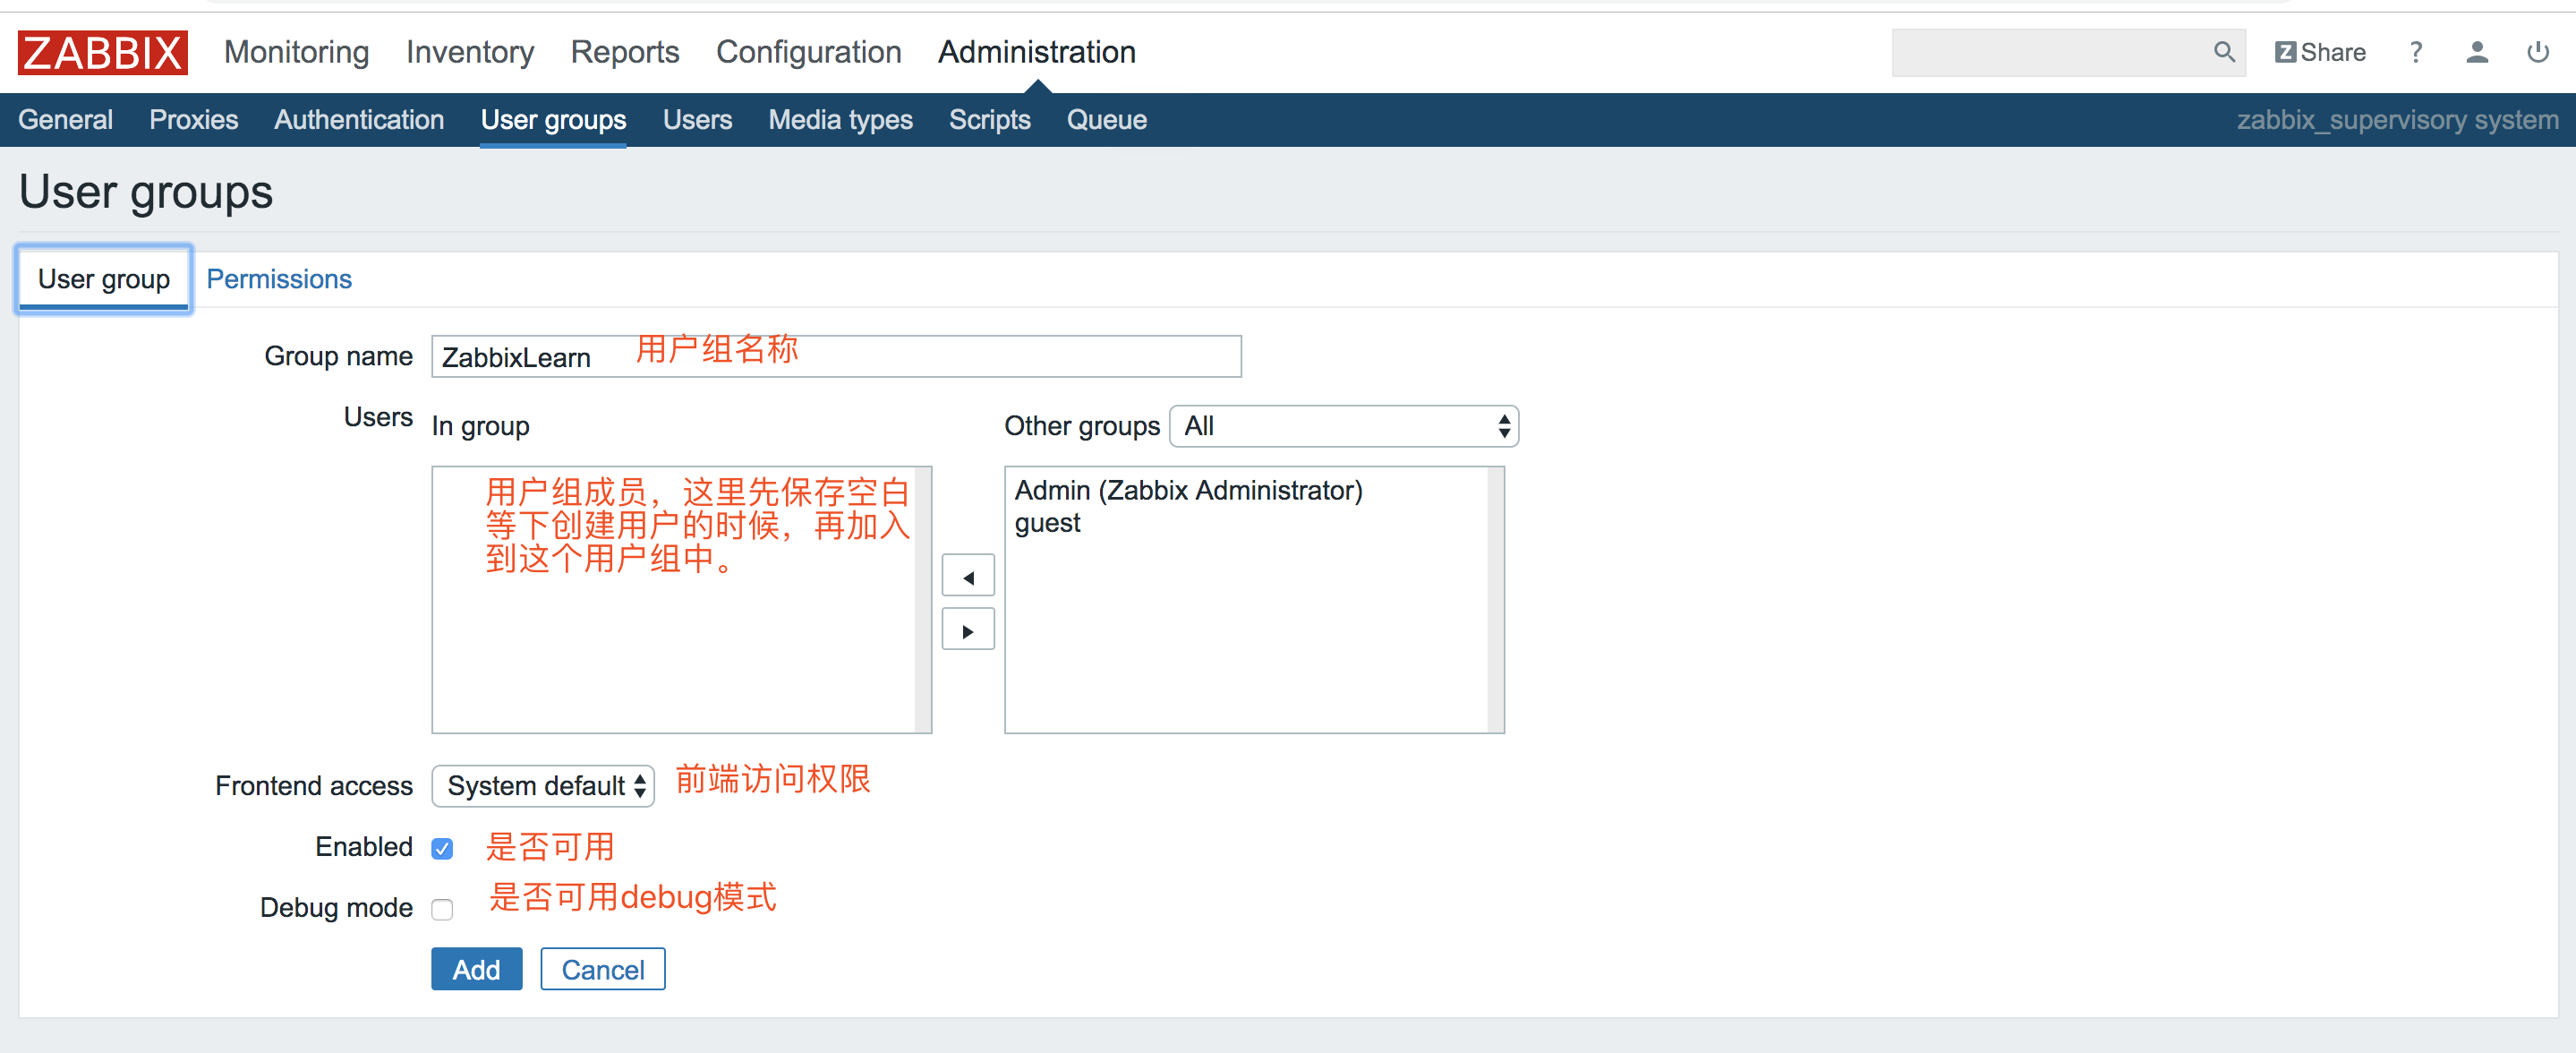 ZABBIX Monitoring Inventory Reports Configuration Administration Z Share ?
General Proxies Authentication User groups Users Media types Scripts Queue zabbix_supervisory system
User groups
User group Permissions
Group name ZabbixLearn 用户组名称
Users In group Other groups All
用户组成员，这里先保存空白
等下创建用户的时候，再加入
到这个用户组中。
Admin (Zabbix Administrator)
guest
Frontend access System default 前端访问权限
Enabled 是否可用
Debug mode 是否可用debug模式
Add Cancel